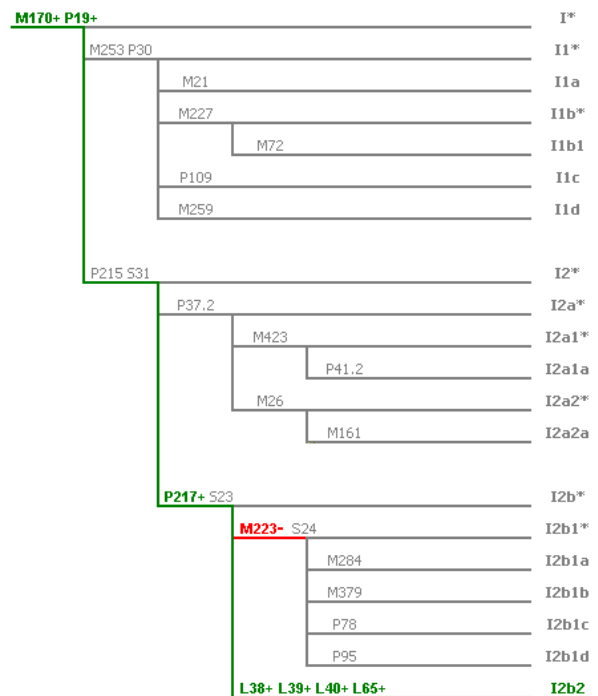 M170+ P19+ I*
M253 P30 I1*
M21 I1a
M227 I1b*
M72 I1b1
P109 I1c
M259 I1d
P215 S31 I2*
P37.2 I2a*
M423 I2a1*
P41.2 I2a1a
M26 I2a2*
M161 I2a2a
P217+ S23 I2b*
M223- S24 I2b1*
M284 I2b1a
M379 I2b1b
P78 I2b1c
P95 I2b1d
L38+ L39+ L40+ L65+ I2b2